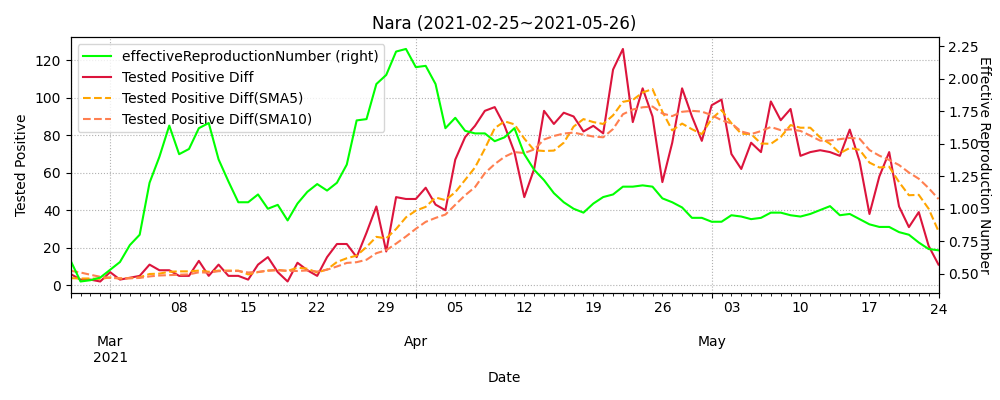 Nara (2021-02-25~2021-05-26)
effectiveReproductionNumber (right)
Tested Positive Diff
Tested Positive Diff(SMA5)
Tested Positive Diff(SMA10)
Tested Positive
120
100
80
60
40
20
0
2.25
2.00
1.75
1.50
1.25
1.00
0.75
0.50
Effective Reproduction Number
08 15 22 29 05 12 19 26 03 10 17 24
Mar Apr May
2021
Date